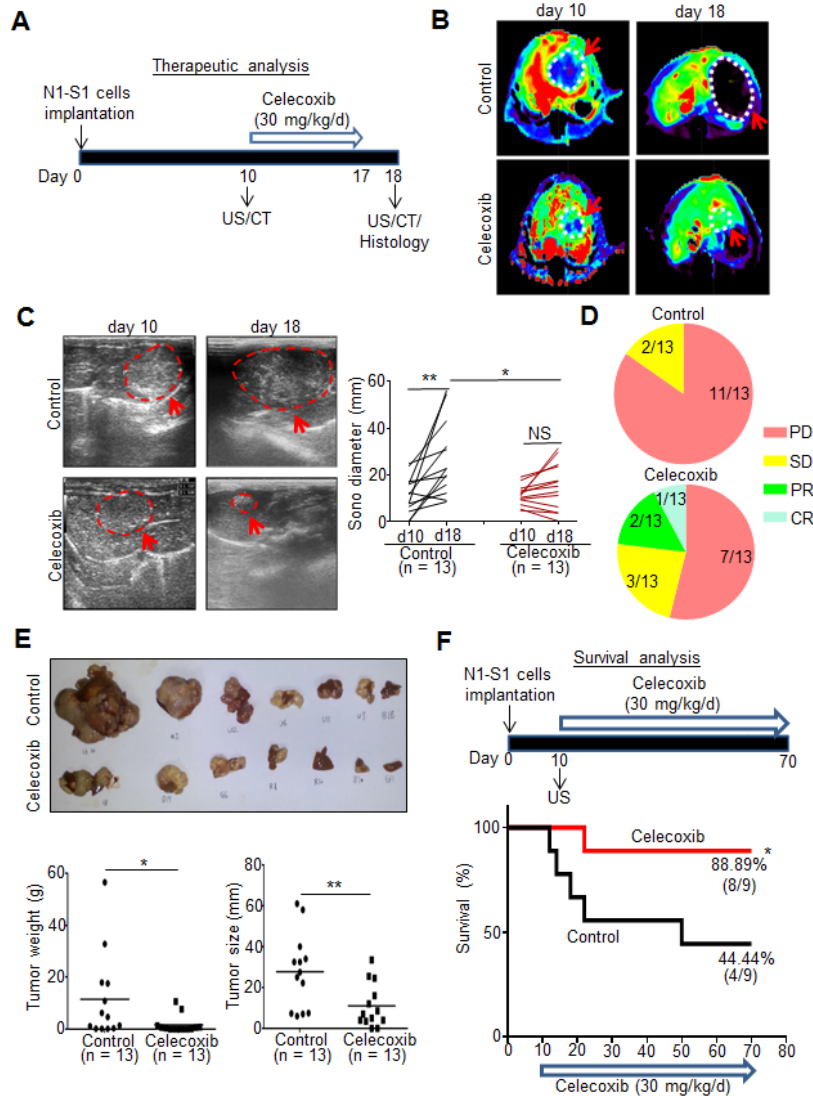 A
Therapeutic analysis
N1-S1 cells
implantation
Celecoxib
(30 mg/kg/d)
Day 0
10
17
18
US/CT
US/CT/
Histology
B
day 10
day 18
Control
Celecoxib
C
day 10
day 18
Control
Celecoxib
Sono diameter (mm)
60
40
20
0
**
*
NS
d10
d18
d10
d18
Control
(n = 13)
Celecoxib
(n = 13)
D
Control
2/13
11/13
Celecoxib
1/13
2/13
3/13
7/13
PD
SD
PR
CR
E
Control
Celecoxib
Tumor weight (g)
60
40
20
0
*
Control
(n = 13)
Celecoxib
(n = 13)
Tumor size (mm)
80
60
40
20
0
**
Control
(n = 13)
Celecoxib
(n = 13)
F
Survival analysis
N1-S1 cells
implantation
Celecoxib
(30 mg/kg/d)
Day 0
10
70
US
Survival (%)
100
50
0
Celecoxib
*
88.89%
(8/9)
Control
44.44%
(4/9)
0 10 20 30 40 50 60 70 80
Celecoxib (30 mg/kg/d)